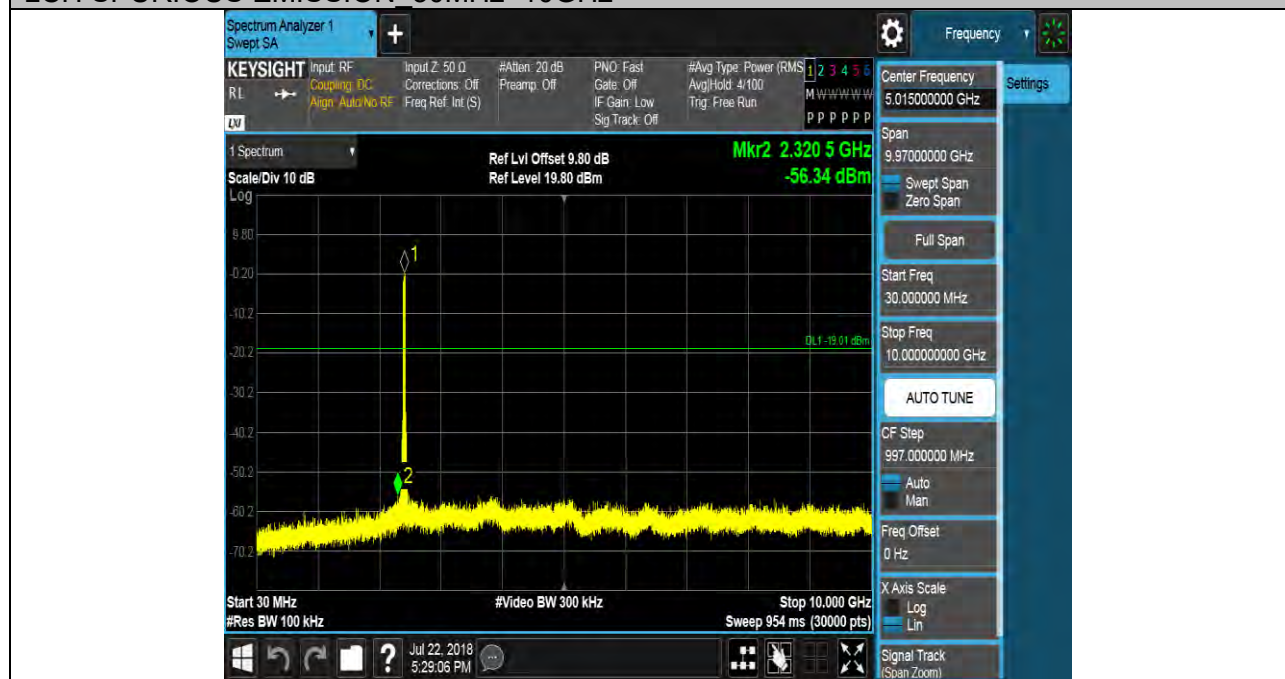 Spectrum Analyzer 1
Swept SA
+
Frequency
KEYSIGHT
RL
LXI
Input: RF
Coupling: DC
Align: Auto/No RF
Input Z: 50 Ω
Corrections: Off
Freq Ref: Int (S)
#Atten: 20 dB
Preamp: Off
PNO: Fast
Gate: Off
IF Gain: Low
Sig Track: Off
#Avg Type: Power (RMS
Avg|Hold: 4/100
Trig: Free Run
1 2 3 4 5 6
M W W W W W
P P P P P P
1 Spectrum
Scale/Div 10 dB
Log
Ref Lvl Offset 9.80 dB
Ref Level 19.80 dBm
Mkr2 2.320 5 GHz
-56.34 dBm
9.80
-0.20
-10.2
-20.2
-30.2
-40.2
-50.2
-60.2
-70.2
1
2
DL1 -19.01 dBm
Start 30 MHz
#Res BW 100 kHz
#Video BW 300 kHz
Stop 10.000 GHz
Sweep 954 ms (30000 pts)
?
Jul 22, 2018
5:29:06 PM
Center Frequency
5.015000000 GHz
Settings
Span
9.97000000 GHz
Swept Span
Zero Span
Full Span
Start Freq
30.000000 MHz
Stop Freq
10.000000000 GHz
AUTO TUNE
CF Step
997.000000 MHz
Auto
Man
Freq Offset
0 Hz
X Axis Scale
Log
Lin
Signal Track
(Span Zoom)